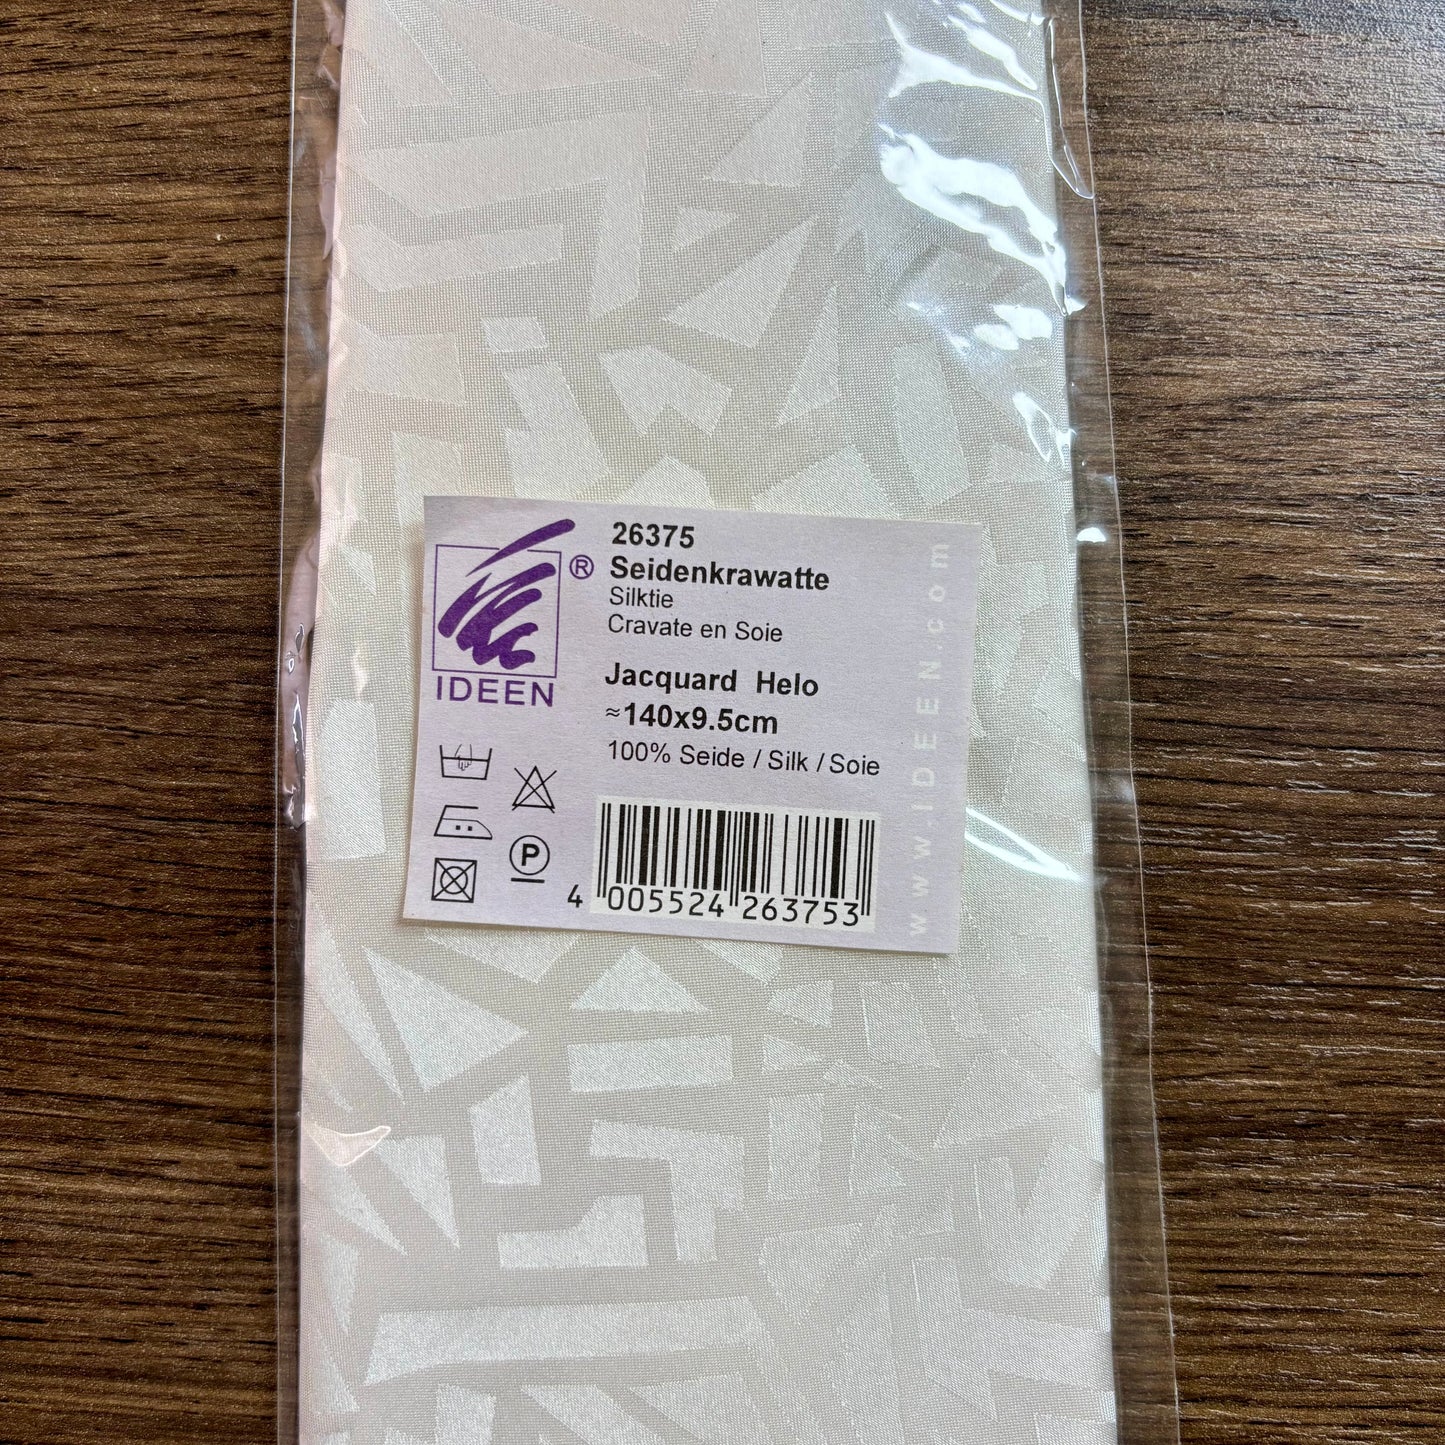 26375
Seidenkrawatte
Silktie
Cravate en Soie
Jacquard Helo
≈140x9.5cm
100% Seide / Silk / Soie
®
IDEEN
P
4 005524 263753
www.IDEEN.com